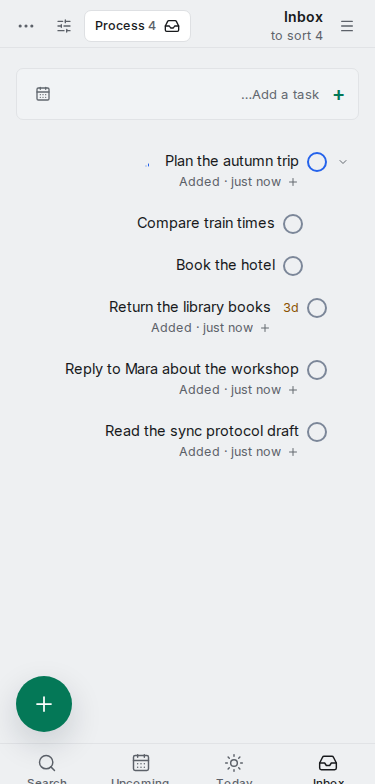 Inbox
to sort 4
Process 4
...Add a task
Plan the autumn trip
Added · just now
Compare train times
Book the hotel
Return the library books 3d
Added · just now
Reply to Mara about the workshop
Added · just now
Read the sync protocol draft
Added · just now
Search Upcoming Today Inbox